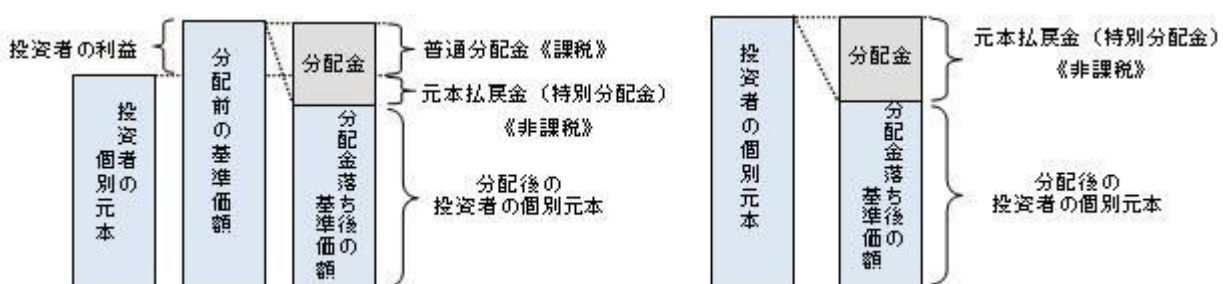 投資者の利益
投資者の
個別の元本
分配前の基準価額
分配金
分配金落ち後の
基準価額
普通分配金《課税》
元本払戻金（特別分配金）
《非課税》
分配後の
投資者の個別元本
投資者の個別元本
分配金
分配金落ち後の
基準価額
元本払戻金（特別分配金）
《非課税》
分配後の
投資者の個別元本